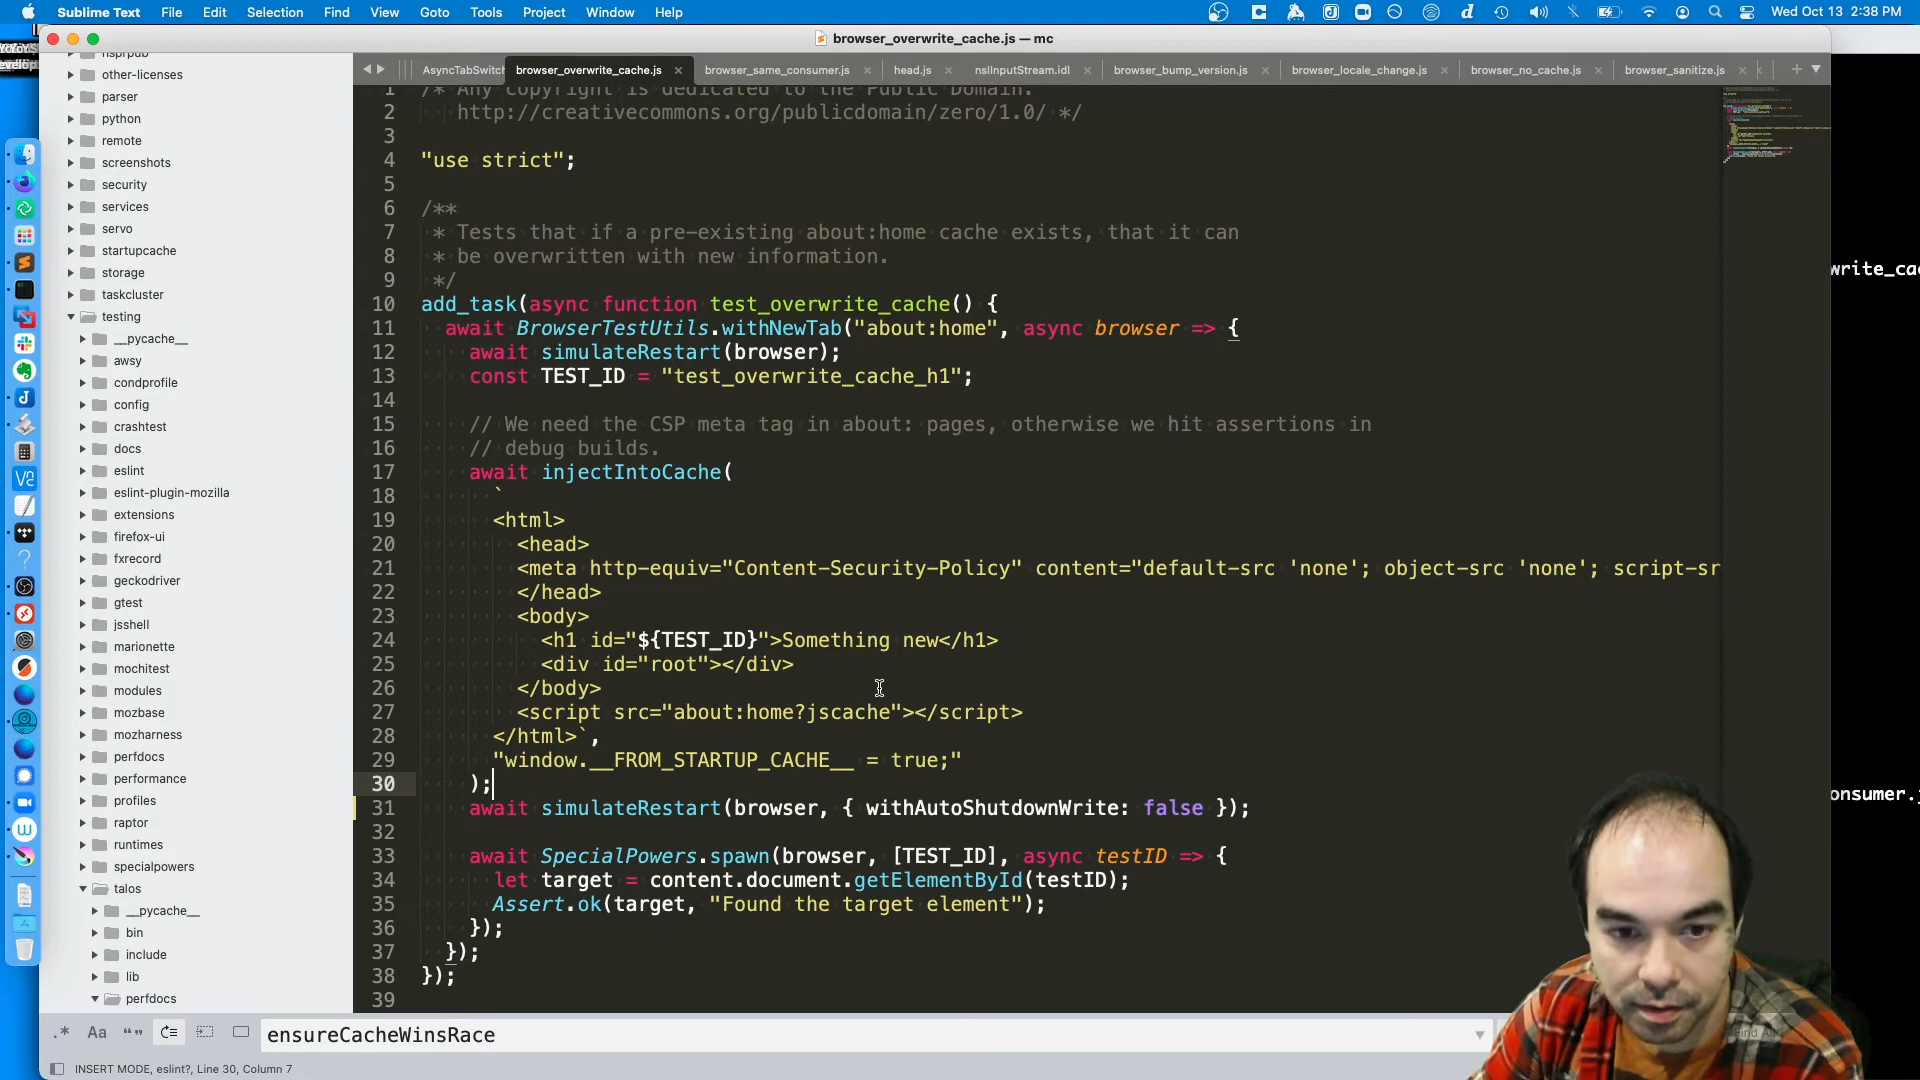 Sublime Text File Edit Selection Find View Goto Tools Project Window Help
d
Wed Oct 13 2:38 PM
browser_overwrite_cache.js — mc
AsyncTabSwitch browser_overwrite_cache.js browser_same_consumer.js head.js nsIInputStream.idl browser_bump_version.js browser_locale_change.js browser_no_cache.js browser_sanitize.js
nsprpub
other-licenses
parser
python
remote
screenshots
security
services
servo
startupcache
storage
taskcluster
testing
__pycache__
awsy
condprofile
config
crashtest
docs
eslint
eslint-plugin-mozilla
extensions
firefox-ui
fxrecord
geckodriver
gtest
jsshell
marionette
mochitest
modules
mozbase
mozharness
perfdocs
performance
profiles
raptor
runtimes
specialpowers
talos
__pycache__
bin
include
lib
perfdocs
1 /* Any copyright is dedicated to the Public Domain.
2 http://creativecommons.org/publicdomain/zero/1.0/ */
3
4 "use strict";
5
6 /**
7 * Tests that if a pre-existing about:home cache exists, that it can
8 * be overwritten with new information.
9 */
10 add_task(async function test_overwrite_cache() {
11 await BrowserTestUtils.withNewTab("about:home", async browser => {
12 await simulateRestart(browser);
13 const TEST_ID = "test_overwrite_cache_h1";
14
15 // We need the CSP meta tag in about: pages, otherwise we hit assertions in
16 // debug builds.
17 await injectIntoCache(
18 `
19 <html>
20 <head>
21 <meta http-equiv="Content-Security-Policy" content="default-src 'none'; object-src 'none'; script-sr
22 </head>
23 <body>
24 <h1 id="${TEST_ID}">Something new</h1>
25 <div id="root"></div>
26 </body>
27 <script src="about:home?jscache"></script>
28 </html>`,
29 "window.__FROM_STARTUP_CACHE__ = true;"
30 );
31 await simulateRestart(browser, { withAutoShutdownWrite: false });
32
33 await SpecialPowers.spawn(browser, [TEST_ID], async testID => {
34 let target = content.document.getElementById(testID);
35 Assert.ok(target, "Found the target element");
36 });
37 });
38 });
39
write_ca
onsumer.
.* Aa “” ensureCacheWinsRace
INSERT MODE, eslint?, Line 30, Column 7